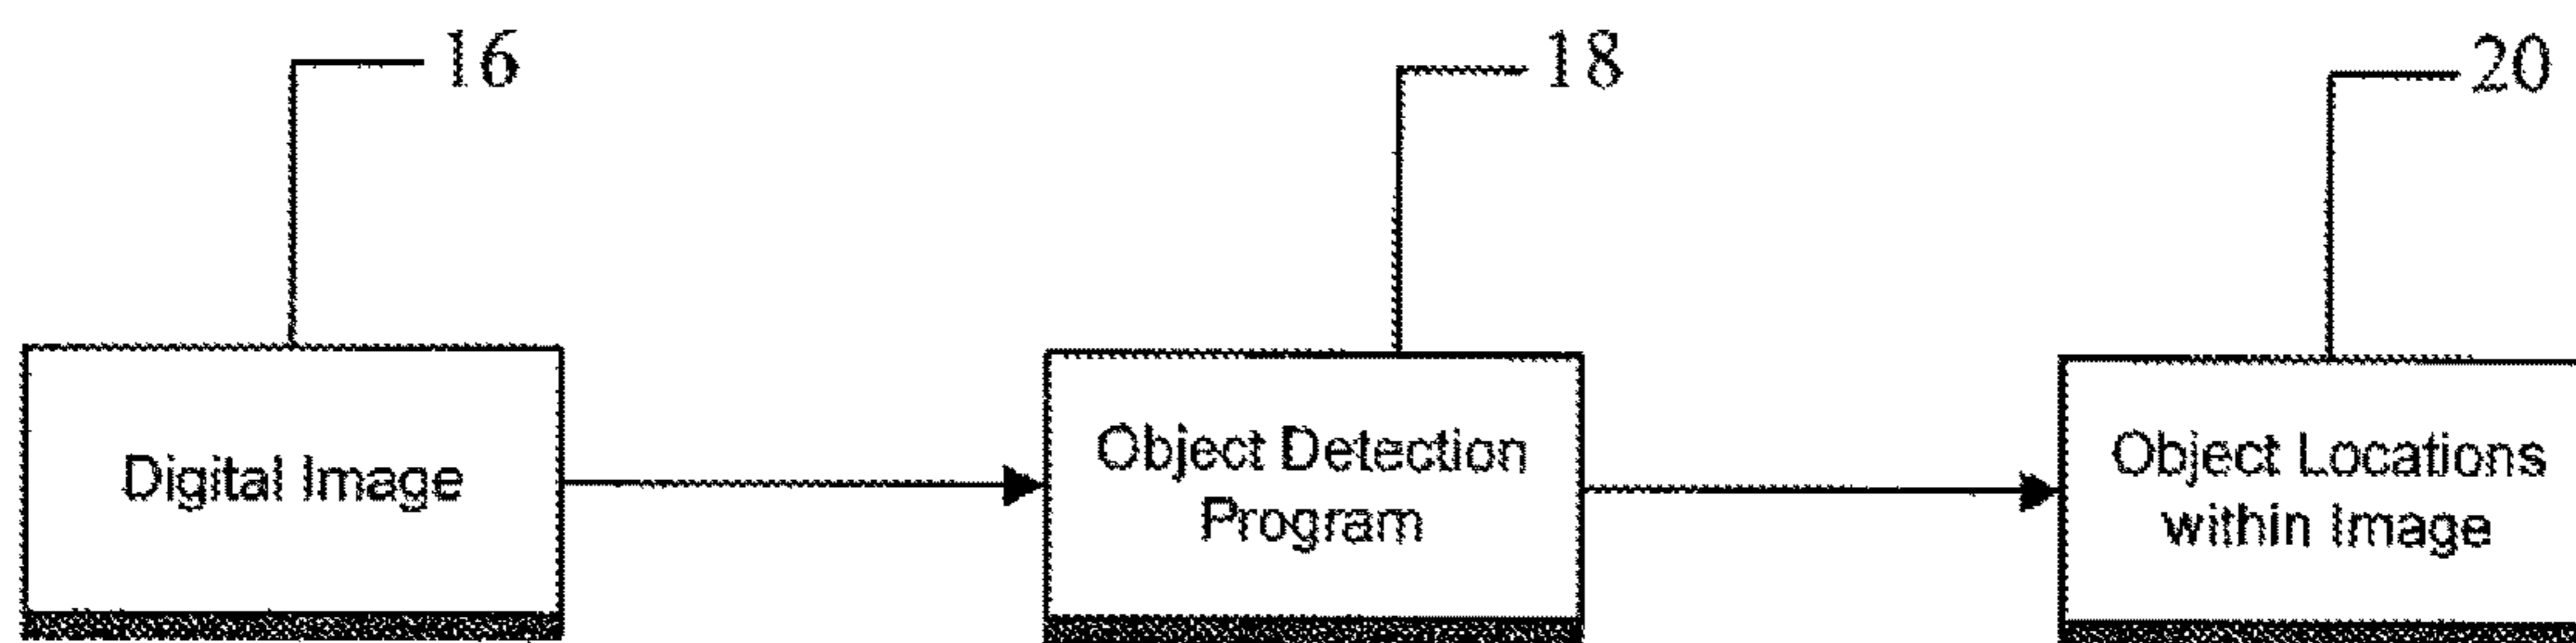 16
18
20
Digital Image
Object Detection
Program
Object Locations
within Image